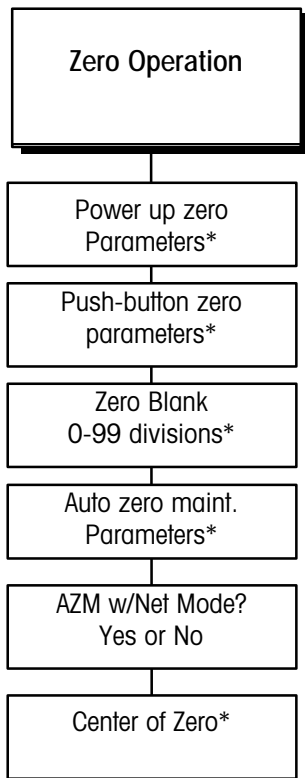 Zero Operation
Power up zero
Parameters*
Push-button zero
parameters*
Zero Blank
0-99 divisions*
Auto zero maint.
Parameters*
AZM w/Net Mode?
Yes or No
Center of Zero*